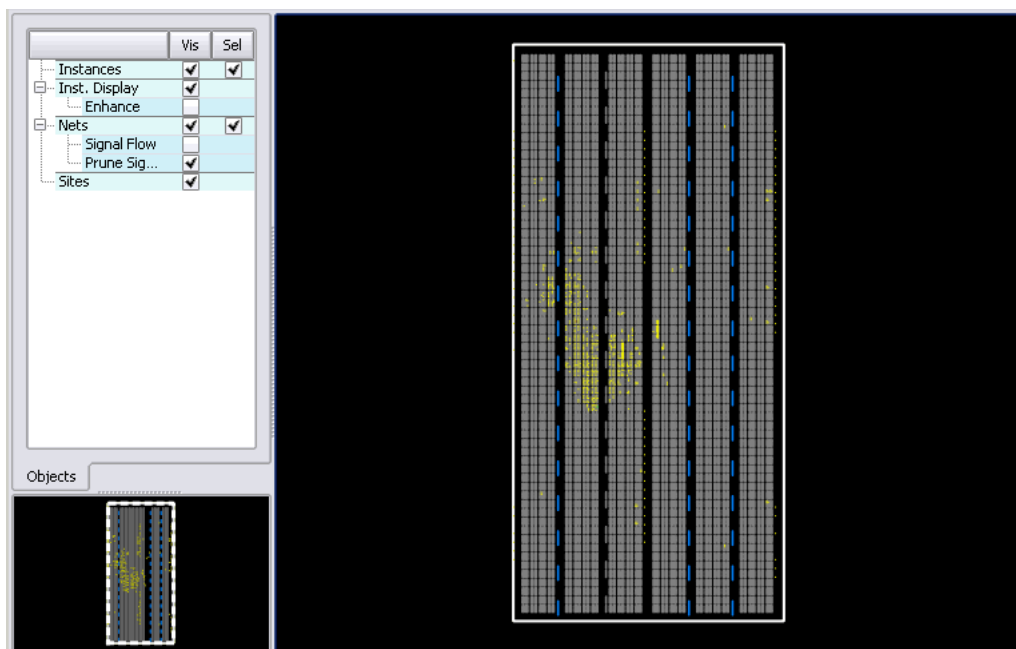 Vis Sel
Instances
Inst. Display
Enhance
Nets
Signal Flow
Prune Sig...
Sites
Objects